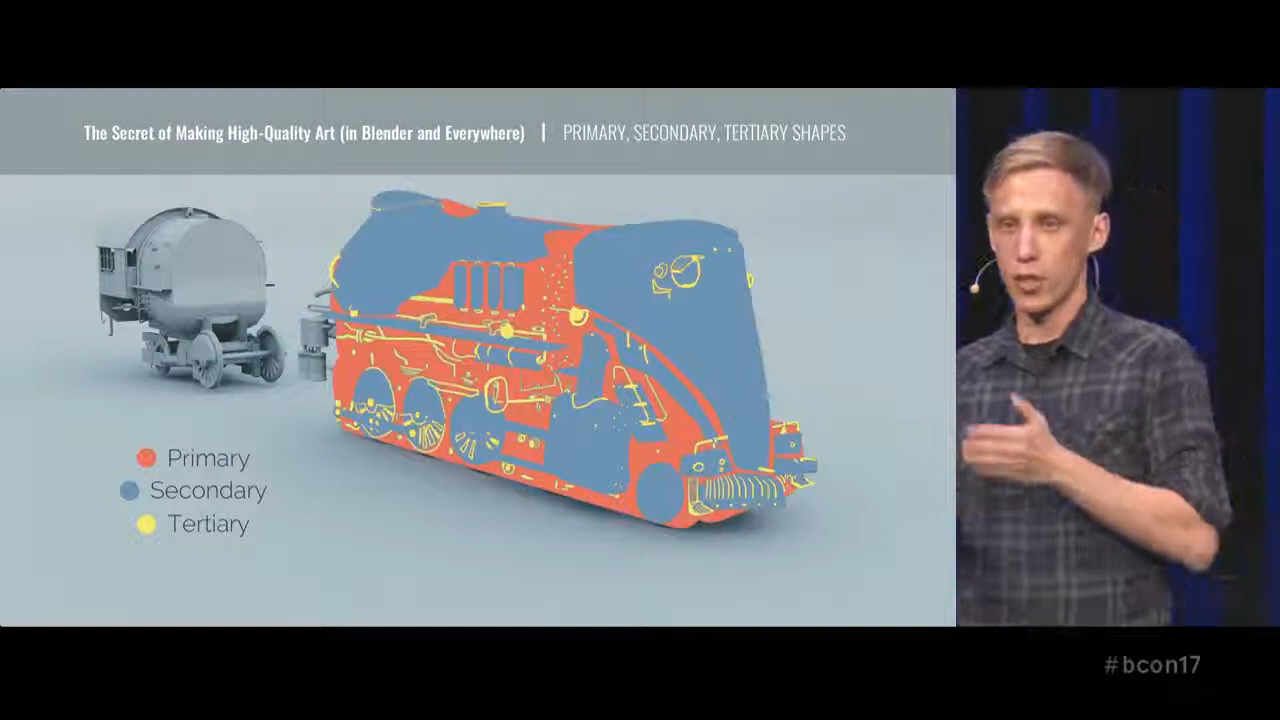 The Secret of Making High-Quality Art (in Blender and Everywhere) | PRIMARY, SECONDARY, TERTIARY SHAPES
Primary
Secondary
Tertiary
#bcon17